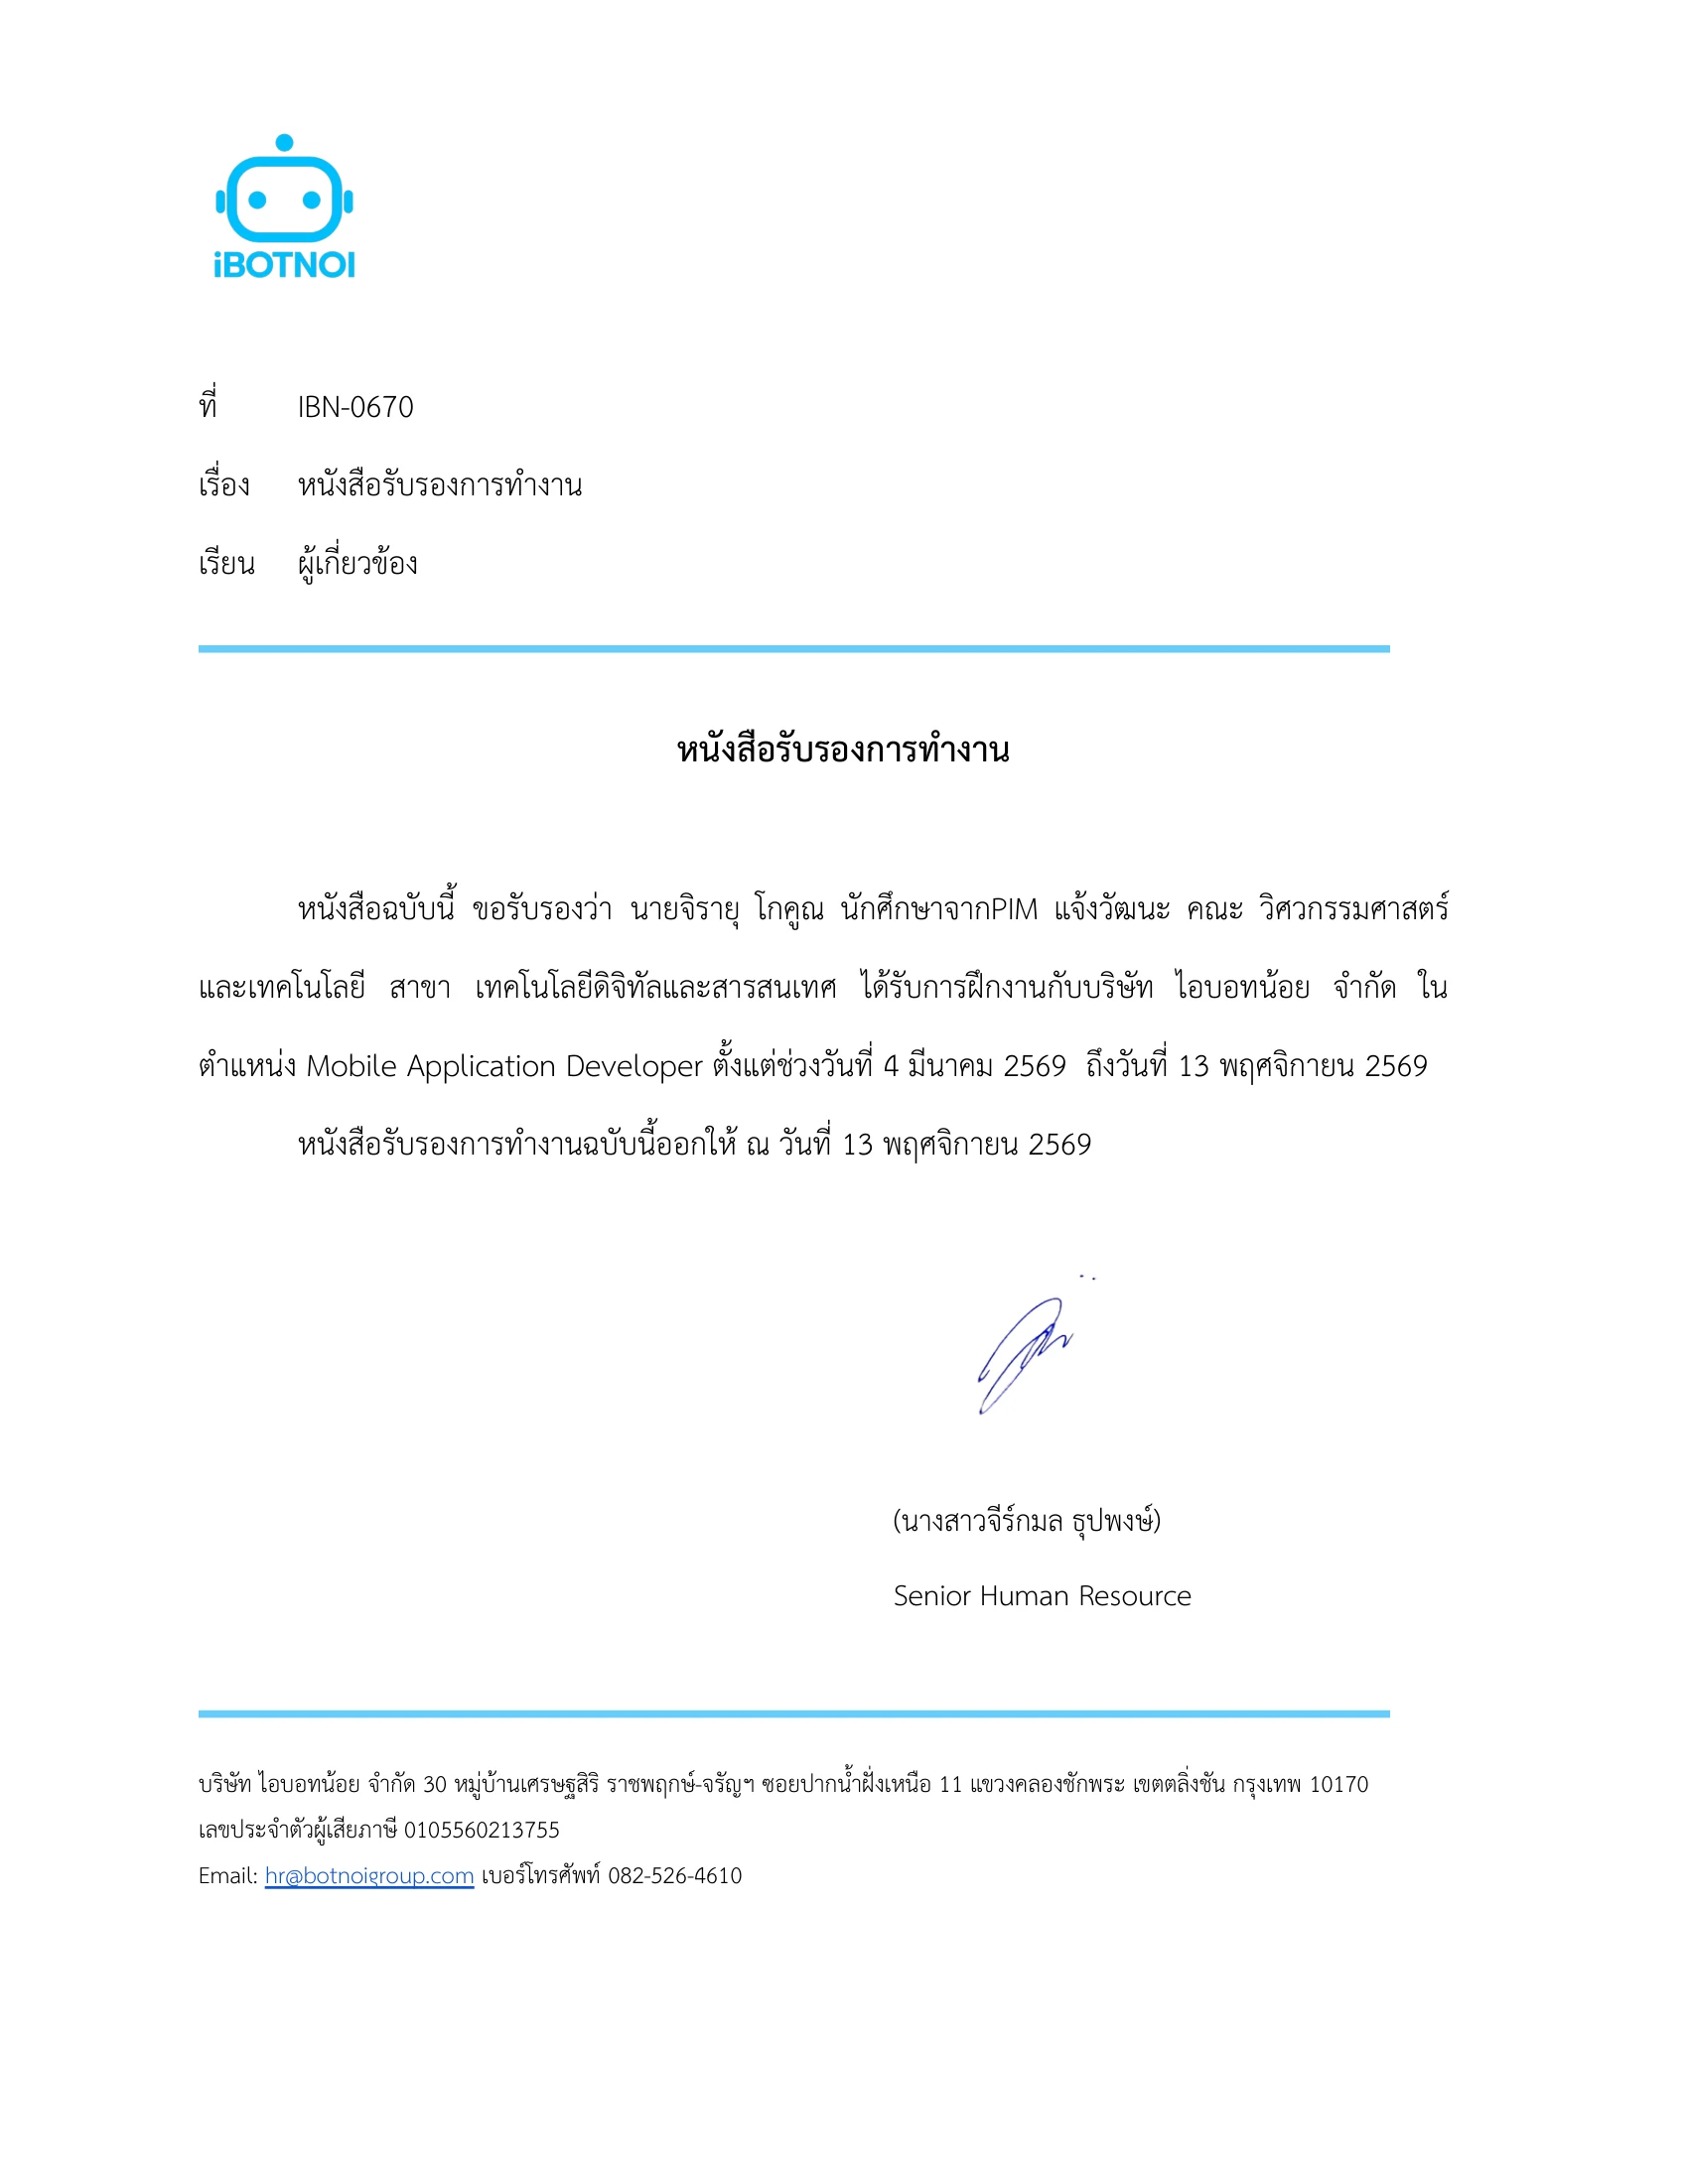 iBOTNOI
ที่ IBN-0670
เรื่อง หนังสือรับรองการทำงาน
เรียน ผู้เกี่ยวข้อง
หนังสือรับรองการทำงาน
หนังสือฉบับนี้ ขอรับรองว่า นายจิรายุ โกคูณ นักศึกษาจากPIM แจ้งวัฒนะ คณะ วิศวกรรมศาสตร์
และเทคโนโลยี สาขา เทคโนโลยีดิจิทัลและสารสนเทศ ได้รับการฝึกงานกับบริษัท ไอบอทน้อย จำกัด ใน
ตำแหน่ง Mobile Application Developer ตั้งแต่ช่วงวันที่ 4 มีนาคม 2569 ถึงวันที่ 13 พฤศจิกายน 2569
หนังสือรับรองการทำงานฉบับนี้ออกให้ ณ วันที่ 13 พฤศจิกายน 2569
(นางสาวจีร์กมล ธุปพงษ์)
Senior Human Resource
บริษัท ไอบอทน้อย จำกัด 30 หมู่บ้านเศรษฐสิริ ราชพฤกษ์-จรัญฯ ซอยปากน้ำฝั่งเหนือ 11 แขวงคลองชักพระ เขตตลิ่งชัน กรุงเทพ 10170
เลขประจำตัวผู้เสียภาษี 0105560213755
Email: hr@botnoigroup.com เบอร์โทรศัพท์ 082-526-4610